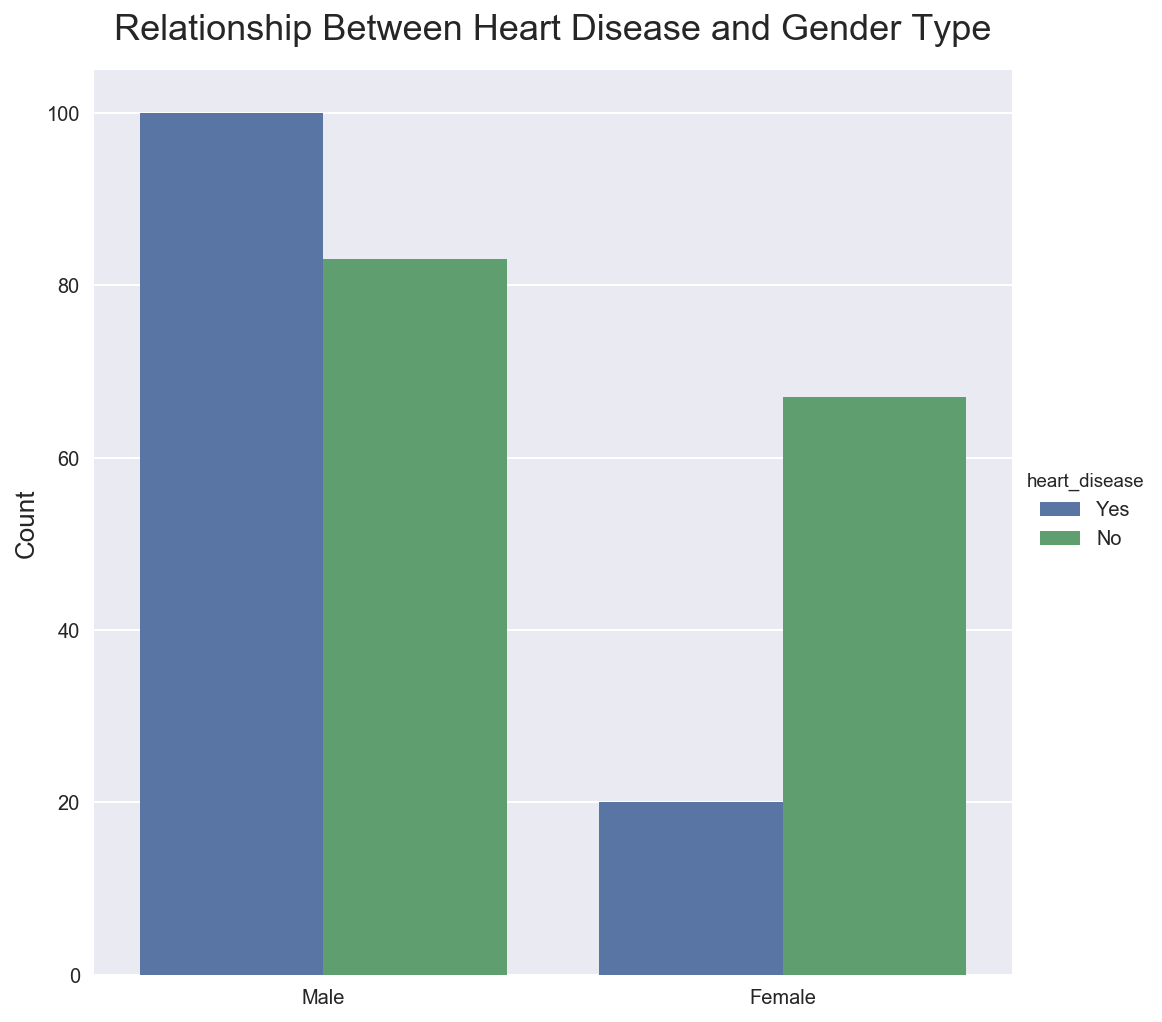 Relationship Between Heart Disease and Gender Type
100
80
60
40
20
0
Count
Male Female
heart_disease
Yes
No